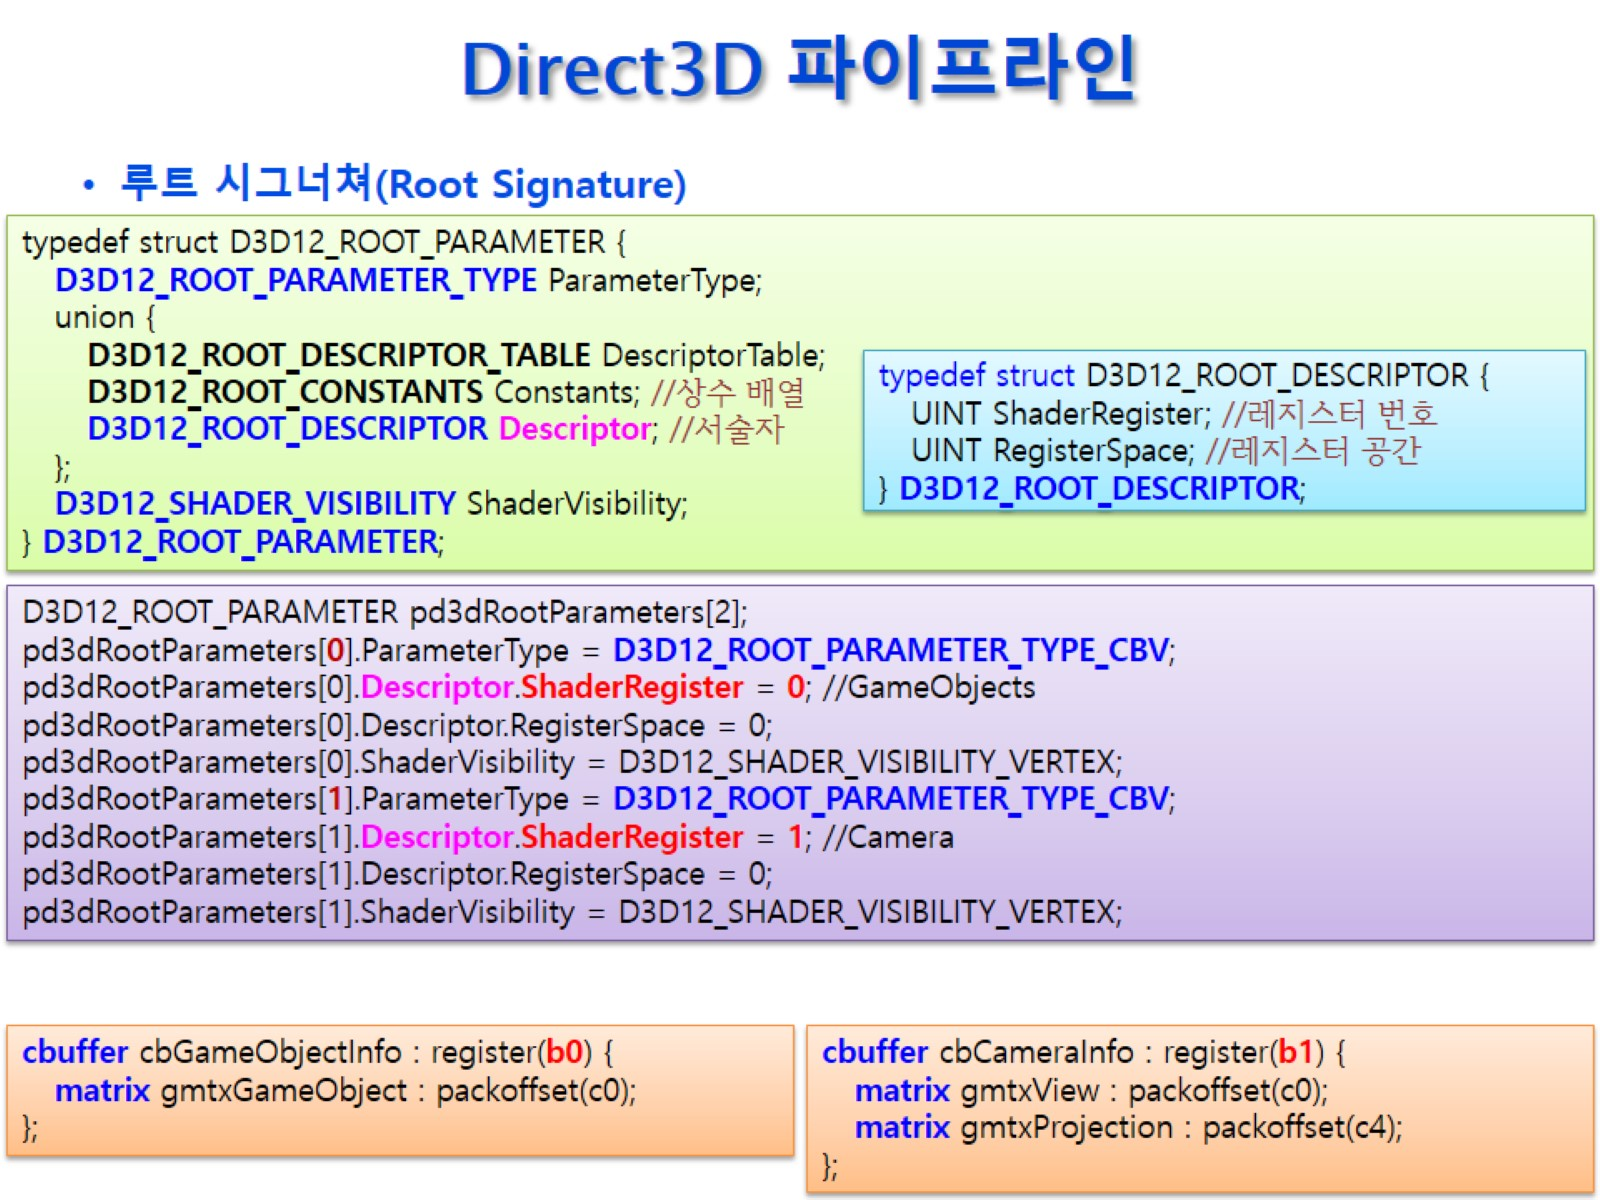 Direct3D 파이프라인
• 루트 시그너쳐(Root Signature)
typedef struct D3D12_ROOT_PARAMETER {
D3D12_ROOT_PARAMETER_TYPE ParameterType;
union {
D3D12_ROOT_DESCRIPTOR_TABLE DescriptorTable;
D3D12_ROOT_CONSTANTS Constants; //상수 배열
D3D12_ROOT_DESCRIPTOR Descriptor; //서술자
};
D3D12_SHADER_VISIBILITY ShaderVisibility;
} D3D12_ROOT_PARAMETER;
typedef struct D3D12_ROOT_DESCRIPTOR {
UINT ShaderRegister; //레지스터 번호
UINT RegisterSpace; //레지스터 공간
} D3D12_ROOT_DESCRIPTOR;
D3D12_ROOT_PARAMETER pd3dRootParameters[2];
pd3dRootParameters[0].ParameterType = D3D12_ROOT_PARAMETER_TYPE_CBV;
pd3dRootParameters[0].Descriptor.ShaderRegister = 0; //GameObjects
pd3dRootParameters[0].Descriptor.RegisterSpace = 0;
pd3dRootParameters[0].ShaderVisibility = D3D12_SHADER_VISIBILITY_VERTEX;
pd3dRootParameters[1].ParameterType = D3D12_ROOT_PARAMETER_TYPE_CBV;
pd3dRootParameters[1].Descriptor.ShaderRegister = 1; //Camera
pd3dRootParameters[1].Descriptor.RegisterSpace = 0;
pd3dRootParameters[1].ShaderVisibility = D3D12_SHADER_VISIBILITY_VERTEX;
cbuffer cbGameObjectInfo : register(b0) {
matrix gmtxGameObject : packoffset(c0);
};
cbuffer cbCameraInfo : register(b1) {
matrix gmtxView : packoffset(c0);
matrix gmtxProjection : packoffset(c4);
};